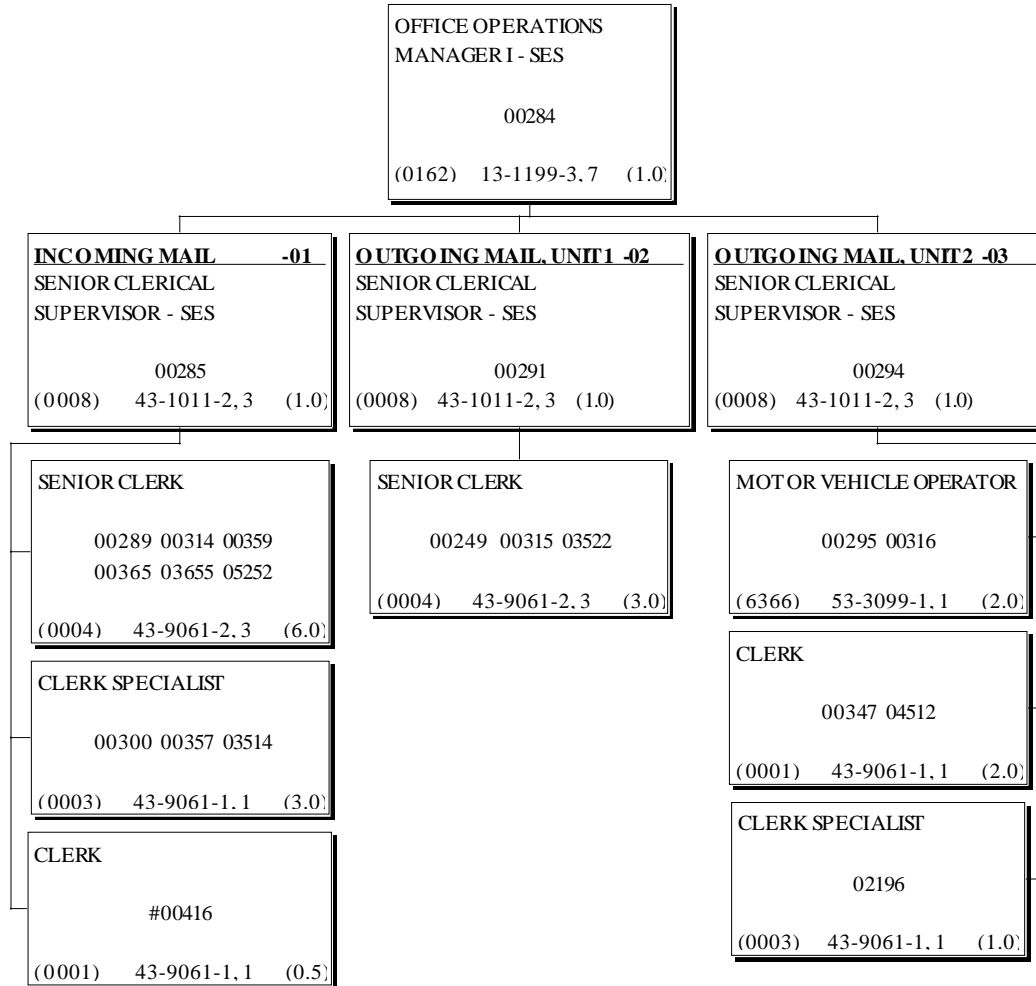 OFFICE OPERATIONS
MANAGER I - SES
00284
(0162) 13-1199-3, 7 (1.0)
INCOMING MAIL -01
SENIOR CLERICAL
SUPERVISOR - SES
00285
(0008) 43-1011-2, 3 (1.0)
SENIOR CLERK
00289 00314 00359
00365 03655 05252
(0004) 43-9061-2, 3 (6.0)
CLERK SPECIALIST
00300 00357 03514
(0003) 43-9061-1, 1 (3.0)
CLERK
#00416
(0001) 43-9061-1, 1 (0.5)
OUTGOING MAIL, UNIT 1 -02
SENIOR CLERICAL
SUPERVISOR - SES
00291
(0008) 43-1011-2, 3 (1.0)
SENIOR CLERK
00249 00315 03522
(0004) 43-9061-2, 3 (3.0)
OUTGOING MAIL, UNIT 2 -03
SENIOR CLERICAL
SUPERVISOR - SES
00294
(0008) 43-1011-2, 3 (1.0)
MOTOR VEHICLE OPERATOR
00295 00316
(6366) 53-3099-1, 1 (2.0)
CLERK
00347 04512
(0001) 43-9061-1, 1 (2.0)
CLERK SPECIALIST
02196
(0003) 43-9061-1, 1 (1.0)